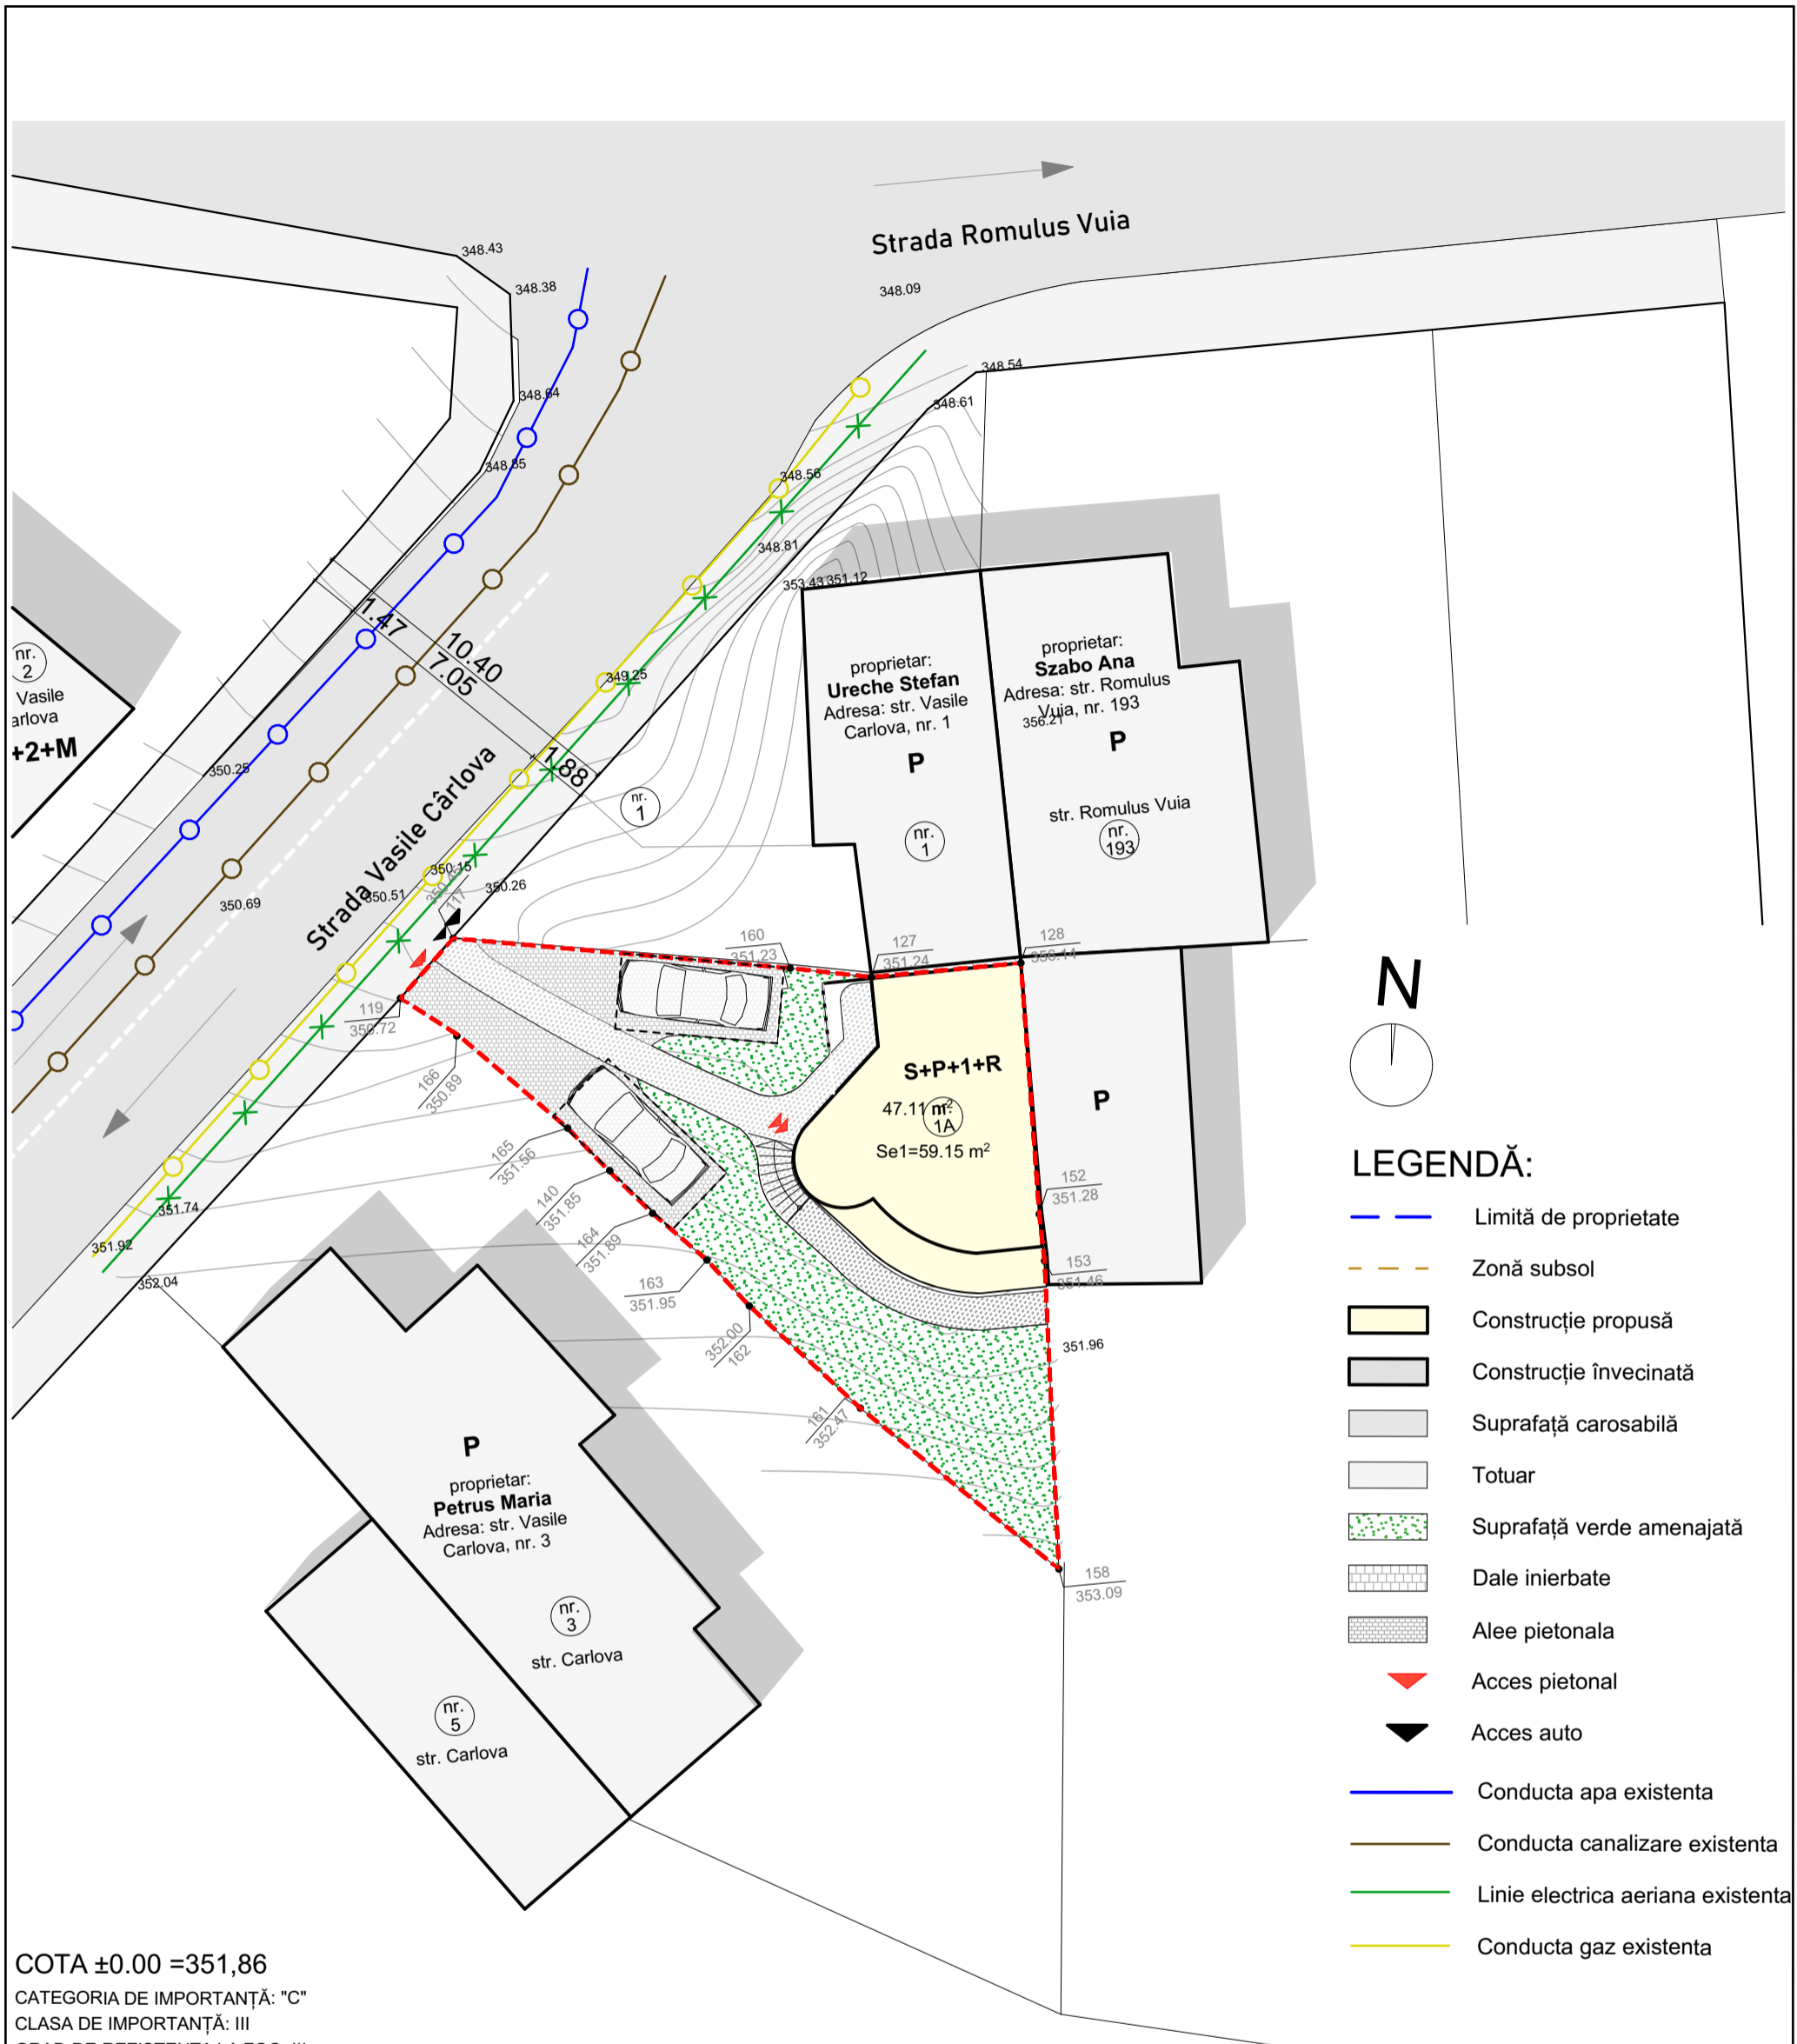 Strada Romulus Vuia
348.43
348.38
348.09
348.64
348.54
348.61
348.85
348.56
348.81
353.43
351.12
1.47
10.40
7.05
1.88
349.25
350.25
nr.
2
Vasile
arlova
+2+M
Strada Vasile Cârlova
proprietar:
Ureche Stefan
Adresa: str. Vasile
Carlova, nr. 1
P
nr.
1
proprietar:
Szabo Ana
Adresa: str. Romulus
Vuia, nr. 193
356.21
P
str. Romulus Vuia
nr.
193
nr.
1
350.15
350.51
350.26
350.69
117
160
351.23
127
351.24
128
119
350.72
166
350.89
165
351.56
140
351.85
164
351.89
163
351.95
352.00
162
161
352.47
158
353.09
152
351.28
153
351.46
351.96
351.74
351.92
352.04
S+P+1+R
47.11 m²
nr.
1A
Se1=59.15 m²
P
P
proprietar:
Petrus Maria
Adresa: str. Vasile
Carlova, nr. 3
nr.
3
str. Carlova
nr.
5
str. Carlova
N
LEGENDĂ:
Limită de proprietate
Zonă subsol
Construcție propusă
Construcție învecinată
Suprafață carosabilă
Totuar
Suprafață verde amenajată
Dale inierbate
Alee pietonala
Acces pietonal
Acces auto
Conducta apa existenta
Conducta canalizare existenta
Linie electrica aeriana existenta
Conducta gaz existenta
COTA ±0.00 =351,86
CATEGORIA DE IMPORTANȚĂ: "C"
CLASA DE IMPORTANȚĂ: III